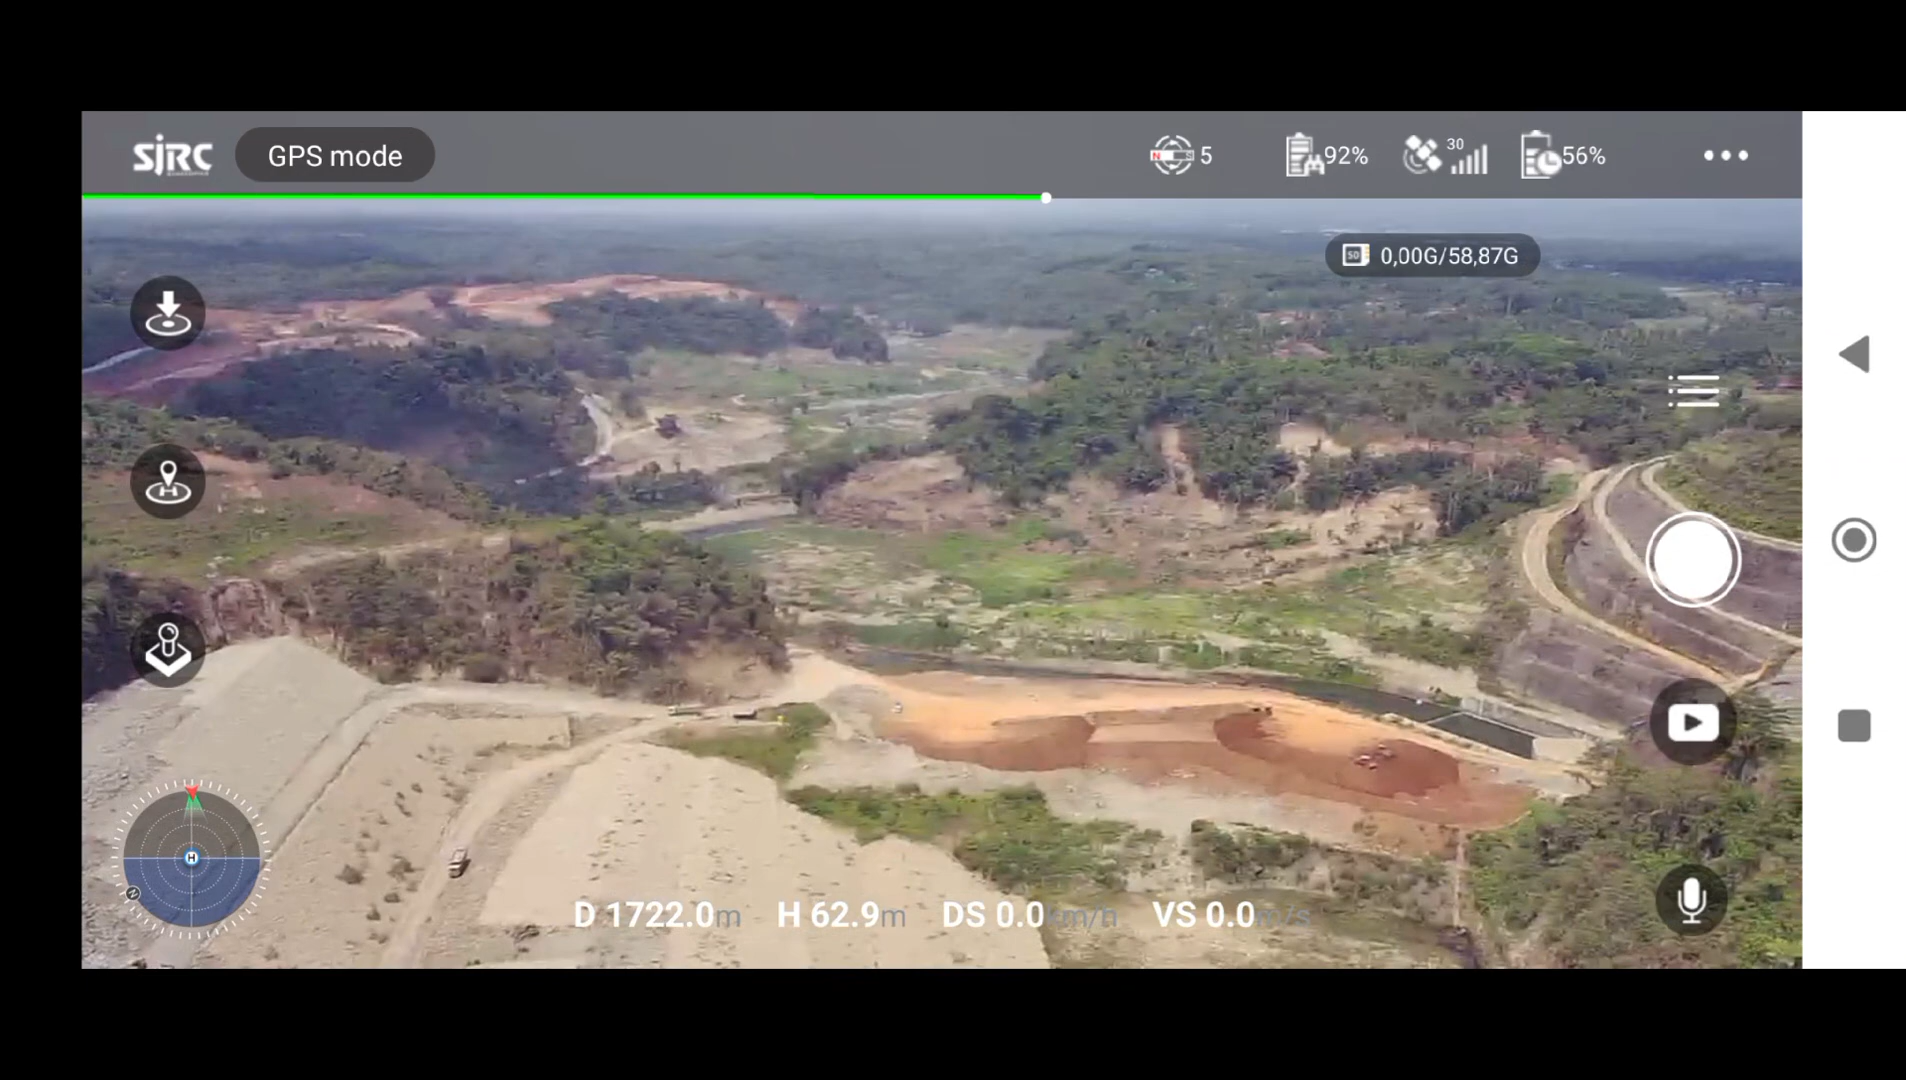 SJRC
GPS mode
N S 5
92%
30
56%
SD 0,00G/58,87G
H
N
H
D 1722.0m H 62.9m DS 0.0km/h VS 0.0m/s